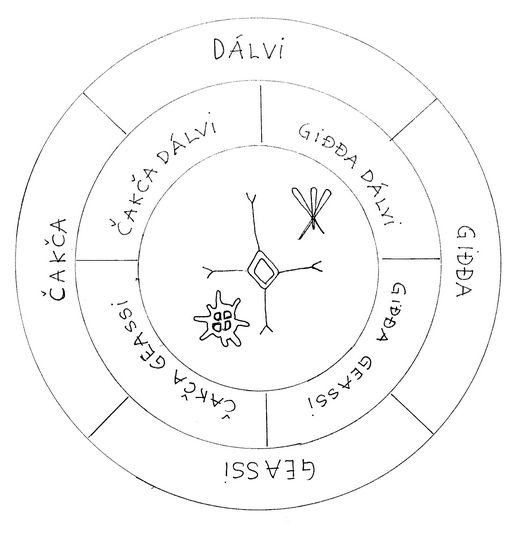 DÁLVI
GIĐĐA
GEASSI
ČAKČA
ČAKČA DÁLVI
GIĐĐA DÁLVI
GIĐĐA GEASSI
ČAKČA GEASSI